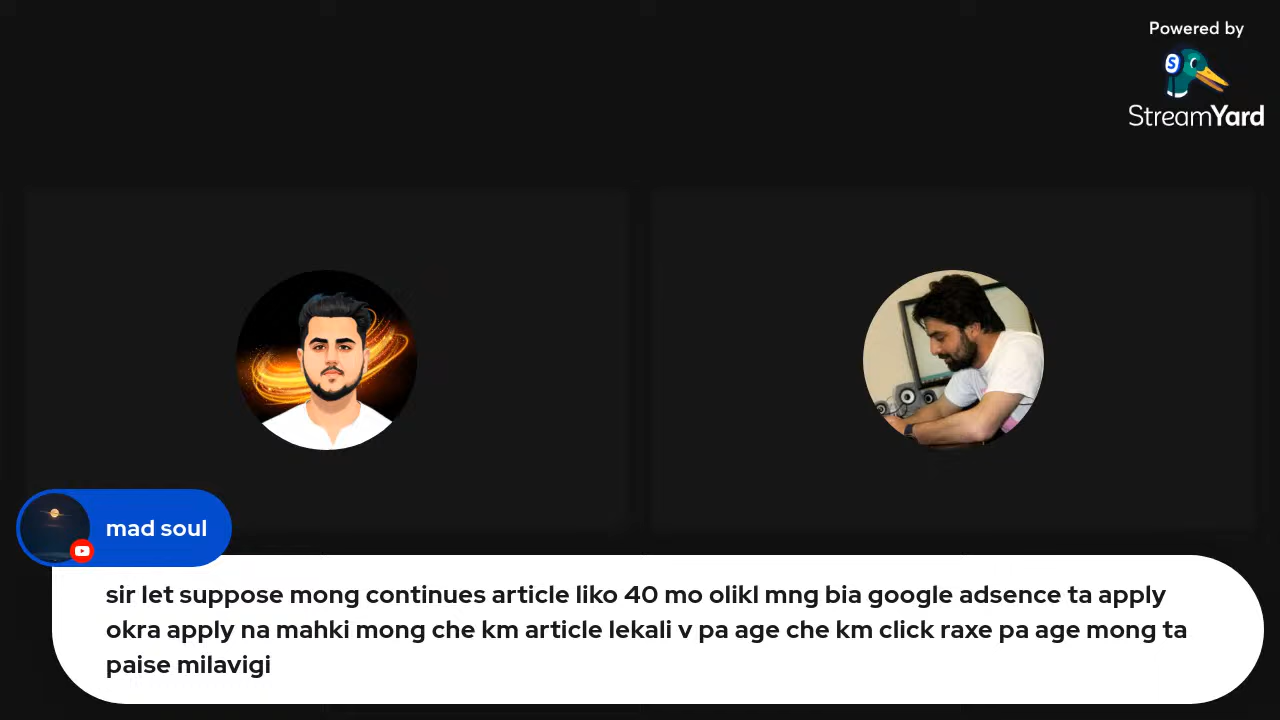 Powered by
S
StreamYard
mad soul
sir let suppose mong continues article liko 40 mo olikl mng bia google adsence ta apply
okra apply na mahki mong che km article lekali v pa age che km click raxe pa age mong ta
paise milavigi